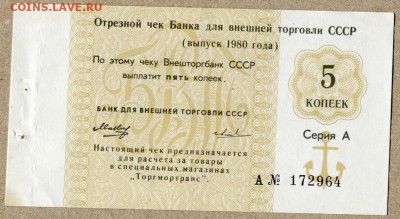 COINS.LAVE.RU
Отрезной чек Банка для внешней торговли СССР
(выпуск 1980 года)
По этому чеку Внешторгбанк СССР
выплатит пять копеек.
5
КОПЕЕК
БАНК ДЛЯ ВНЕШНЕЙ ТОРГОВЛИ СССР
Серия А
Настоящий чек предназначается
для расчета за товары
в специальных магазинах
"Торгмортранс".
А № 172964